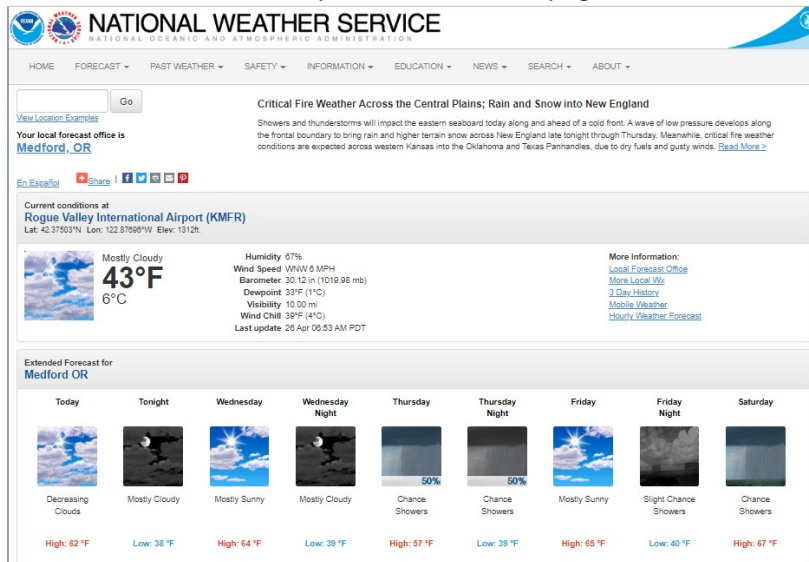 NATIONAL WEATHER SERVICE
NATIONAL OCEANIC AND ATMOSPHERIC ADMINISTRATION
HOME FORECAST PAST WEATHER SAFETY INFORMATION EDUCATION NEWS SEARCH ABOUT
Go
View Location Examples
Your local forecast office is
Medford, OR
Critical Fire Weather Across the Central Plains; Rain and Snow into New England
Showers and thunderstorms will impact the eastern seaboard today along and ahead of a cold front. A wave of low pressure develops along
the frontal boundary to bring rain and higher terrain snow across New England late tonight through Thursday. Meanwhile, critical fire weather
conditions are expected across western Kansas into the Oklahoma and Texas Panhandles, due to dry fuels and gusty winds. Read More >
En Español Share |
Current conditions at
Rogue Valley International Airport (KMFR)
Lat: 42.37503°N Lon: 122.87696°W Elev: 1312ft.
Mostly Cloudy
43°F
6°C
Humidity 67%
Wind Speed WNW 6 MPH
Barometer 30.12 in (1019.98 mb)
Dewpoint 33°F (1°C)
Visibility 10.00 mi
Wind Chill 39°F (4°C)
Last update 26 Apr 06:53 AM PDT
More Information:
Local Forecast Office
More Local Wx
3 Day History
Mobile Weather
Hourly Weather Forecast
Extended Forecast for
Medford OR
Today Tonight Wednesday Wednesday Night Thursday Thursday Night Friday Friday Night Saturday
50% 50%
Decreasing Clouds Mostly Cloudy Mostly Sunny Mostly Cloudy Chance Showers Chance Showers Mostly Sunny Slight Chance Showers Chance Showers
High: 62 °F Low: 38 °F High: 64 °F Low: 39 °F High: 57 °F Low: 39 °F High: 65 °F Low: 40 °F High: 67 °F